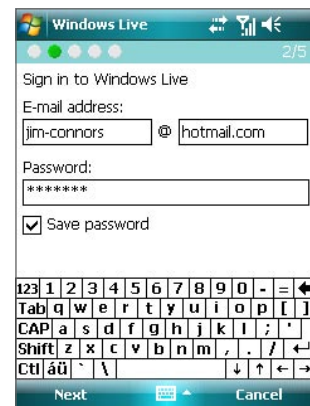 Windows Live
2/5
Sign in to Windows Live
E-mail address:
jim-connors @ hotmail.com
Password:
*******
Save password
123 1 2 3 4 5 6 7 8 9 0 - = ←
Tab q w e r t y u i o p [ ]
CAP a s d f g h j k l ; '
Shift z x c v b n m , . / ↵
Ctl áü ` \ ↓ ↑ ← →
Next Cancel